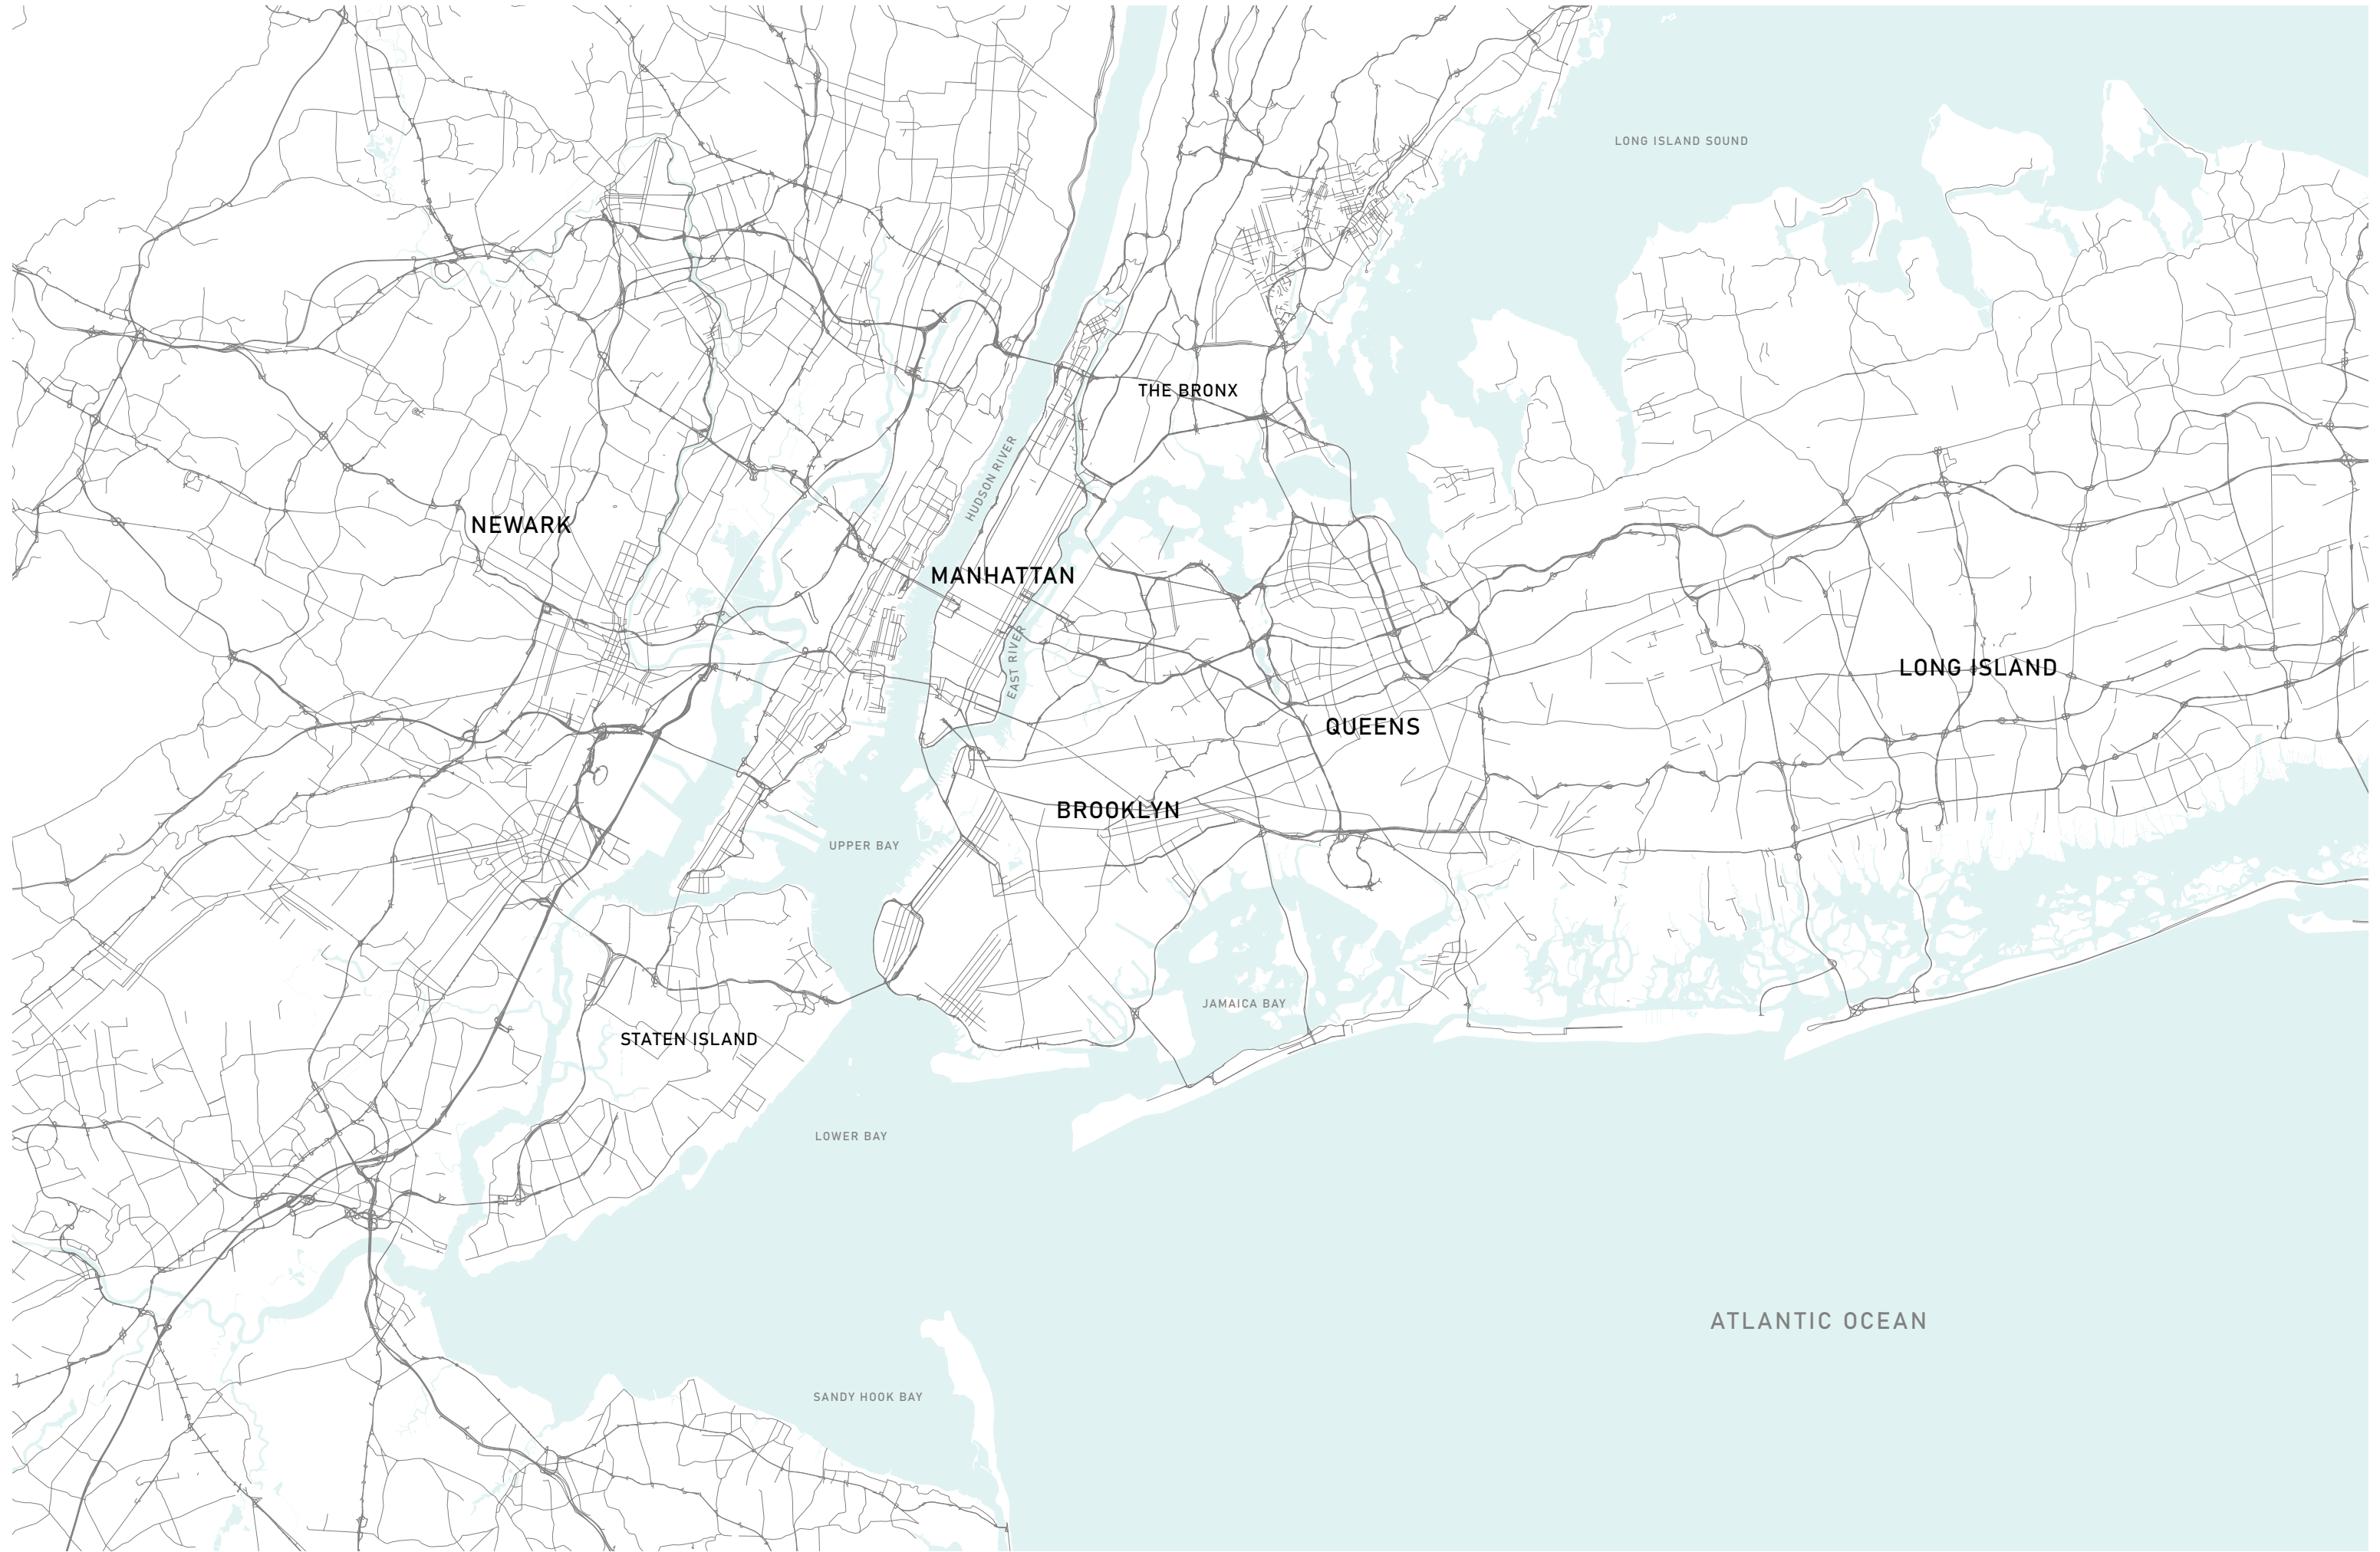 LONG ISLAND SOUND
THE BRONX
HUDSON RIVER
NEWARK
MANHATTAN
EAST RIVER
LONG ISLAND
QUEENS
BROOKLYN
UPPER BAY
JAMAICA BAY
STATEN ISLAND
LOWER BAY
ATLANTIC OCEAN
SANDY HOOK BAY